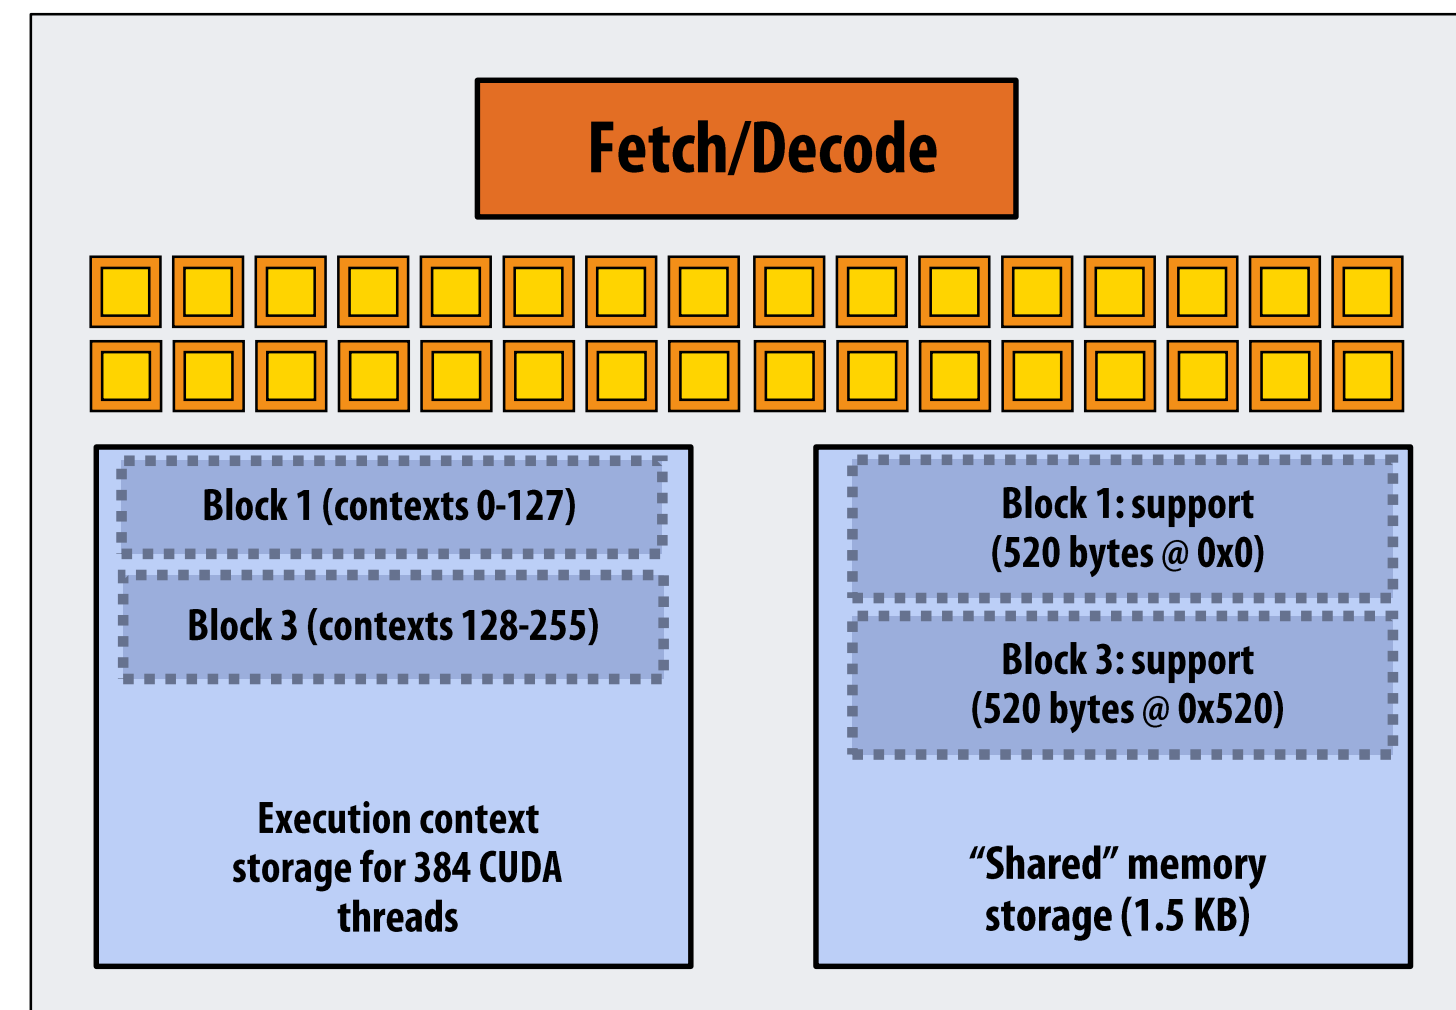 Fetch/Decode
Block 1 (contexts 0-127)
Block 3 (contexts 128-255)
Execution context
storage for 384 CUDA
threads
Block 1: support
(520 bytes @ 0x0)
Block 3: support
(520 bytes @ 0x520)
“Shared” memory
storage (1.5 KB)